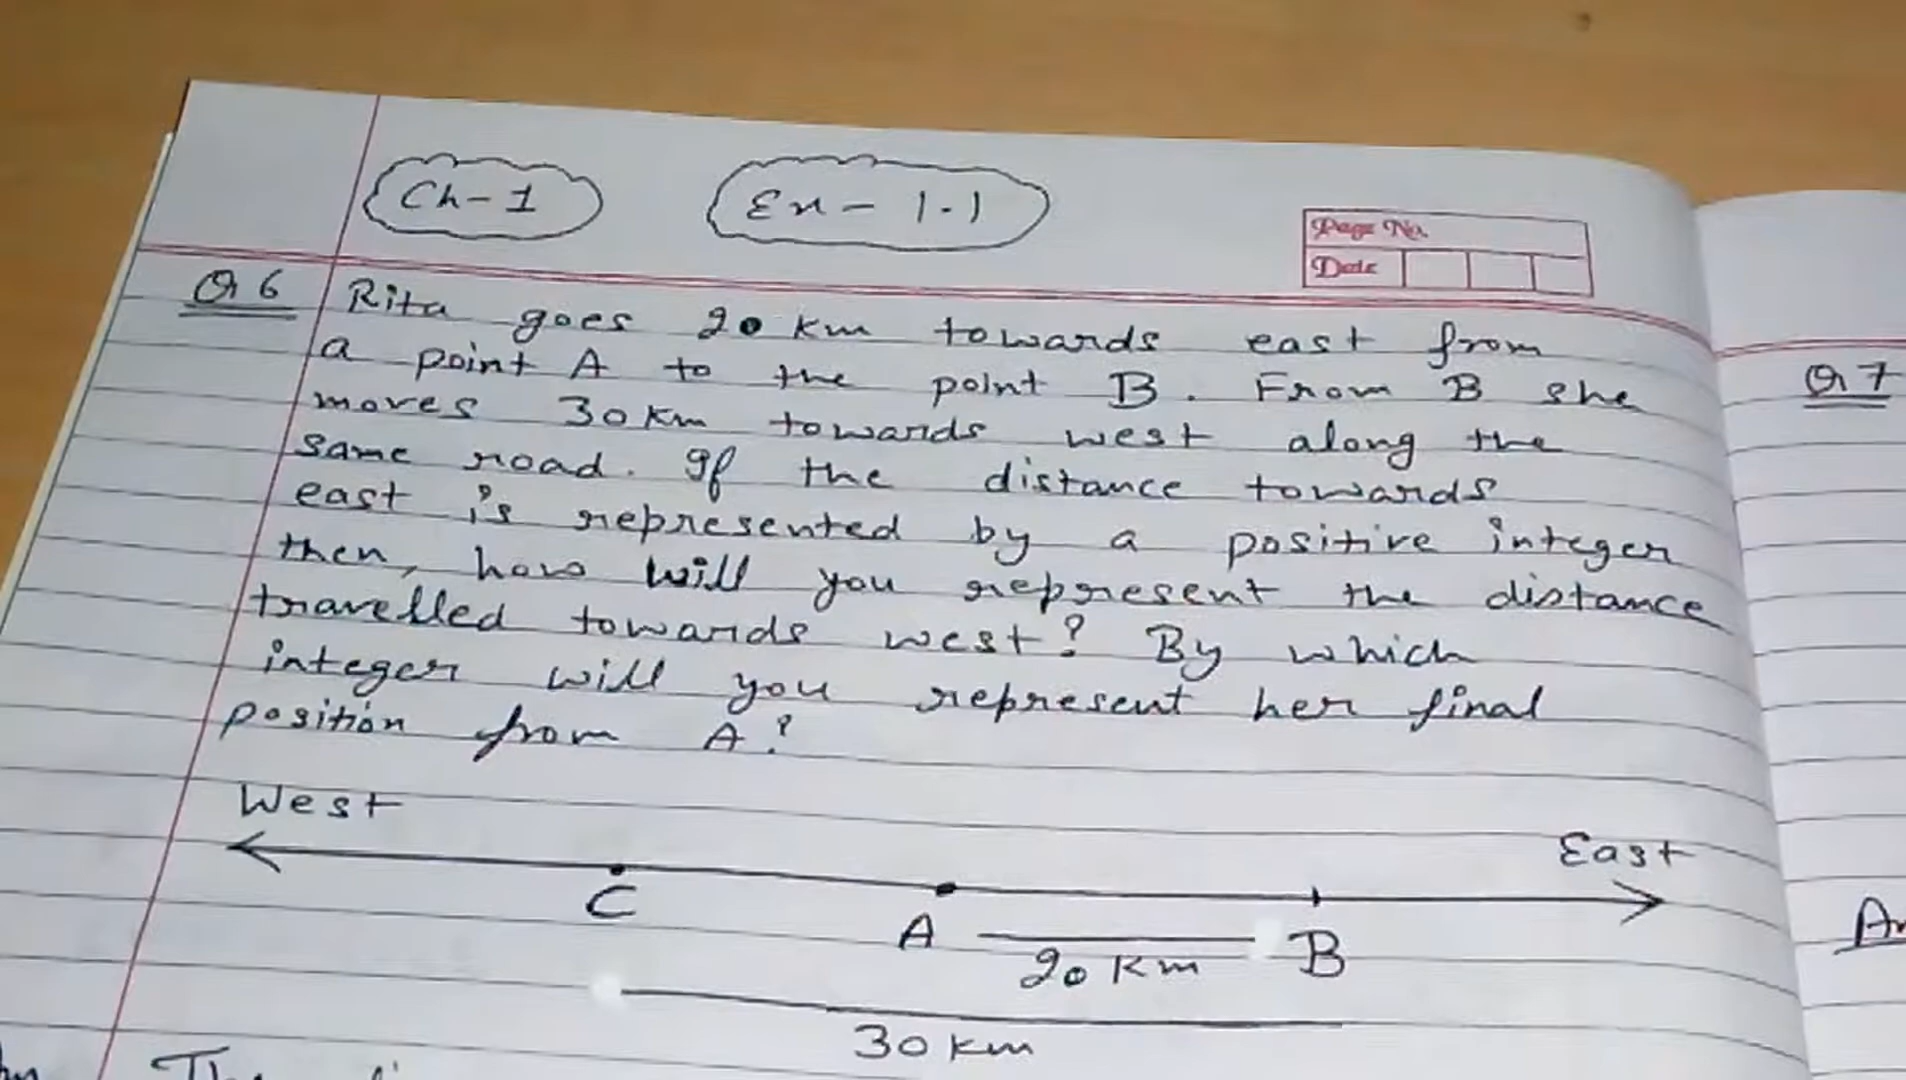 Ch-1
Ex-1.1
Page No.
Date
Q 6
Rita goes 20 km towards east from
a point A to the point B. From B she
moves 30 km towards west along the
same road. If the distance towards
east is represented by a positive integer
then, how will you represent the distance
travelled towards west? By which
integer will you represent her final
position from A?
West
East
C
A
B
20 Km
30 km
Q 7